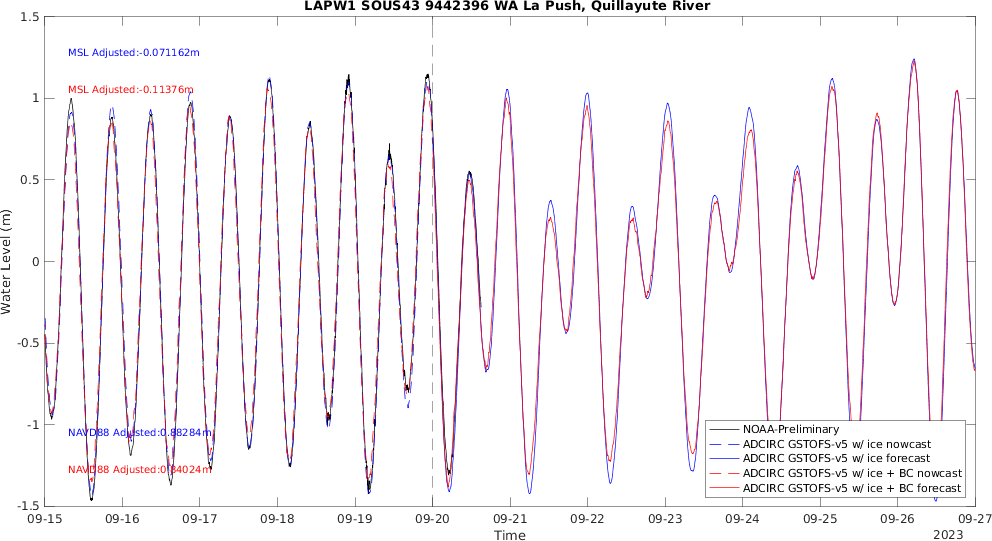 LAPW1 SOUS43 9442396 WA La Push, Quillayute River
MSL Adjusted:-0.071162m
MSL Adjusted:-0.11376m
NAVD88 Adjusted:0.88284m
NAVD88 Adjusted:0.84024m
Water Level (m)
1.5
1
0.5
0
-0.5
-1
-1.5
NOAA-Preliminary
ADCIRC GSTOFS-v5 w/ ice nowcast
ADCIRC GSTOFS-v5 w/ ice forecast
ADCIRC GSTOFS-v5 w/ ice + BC nowcast
ADCIRC GSTOFS-v5 w/ ice + BC forecast
09-15 09-16 09-17 09-18 09-19 09-20 09-21 09-22 09-23 09-24 09-25 09-26 09-27
Time
2023